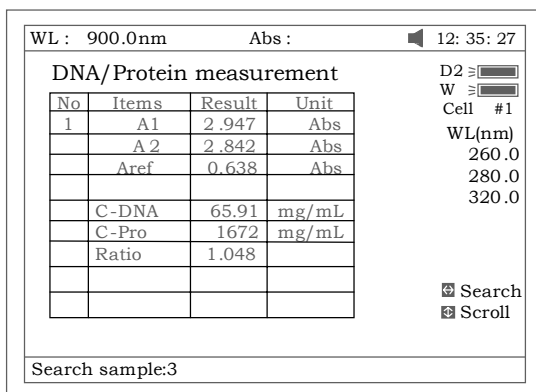 WL : 900.0nm Abs : 12: 35: 27
DNA/Protein measurement
No Items Result Unit
1 A1 2.947 Abs
A2 2.842 Abs
Aref 0.638 Abs
C-DNA 65.91 mg/mL
C-Pro 1672 mg/mL
Ratio 1.048
D2
W
Cell #1
WL(nm)
260.0
280.0
320.0
Search
Scroll
Search sample:3